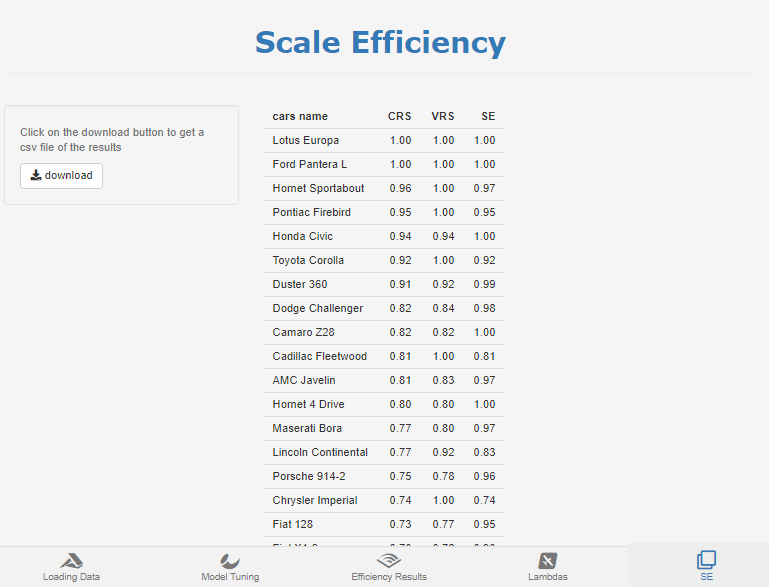 Scale Efficiency
Click on the download button to get a
csv file of the results
download
cars name CRS VRS SE
Lotus Europa 1.00 1.00 1.00
Ford Pantera L 1.00 1.00 1.00
Hornet Sportabout 0.96 1.00 0.97
Pontiac Firebird 0.95 1.00 0.95
Honda Civic 0.94 0.94 1.00
Toyota Corolla 0.92 1.00 0.92
Duster 360 0.91 0.92 0.99
Dodge Challenger 0.82 0.84 0.98
Camaro Z28 0.82 0.82 1.00
Cadillac Fleetwood 0.81 1.00 0.81
AMC Javelin 0.81 0.83 0.97
Hornet 4 Drive 0.80 0.80 1.00
Maserati Bora 0.77 0.80 0.97
Lincoln Continental 0.77 0.92 0.83
Porsche 914-2 0.75 0.78 0.96
Chrysler Imperial 0.74 1.00 0.74
Fiat 128 0.73 0.77 0.95
Loading Data
Model Tuning
Efficiency Results
Lambdas
SE